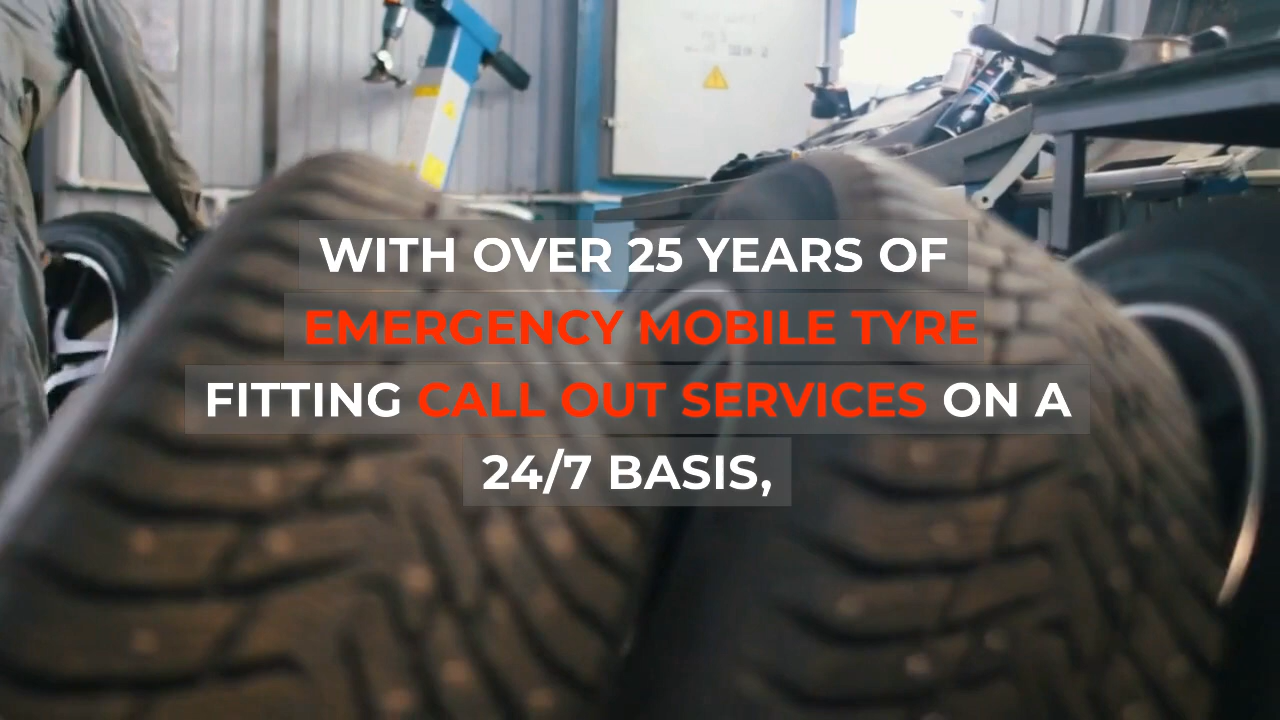 WITH OVER 25 YEARS OF
EMERGENCY MOBILE TYRE
FITTING CALL OUT SERVICES ON A
24/7 BASIS,